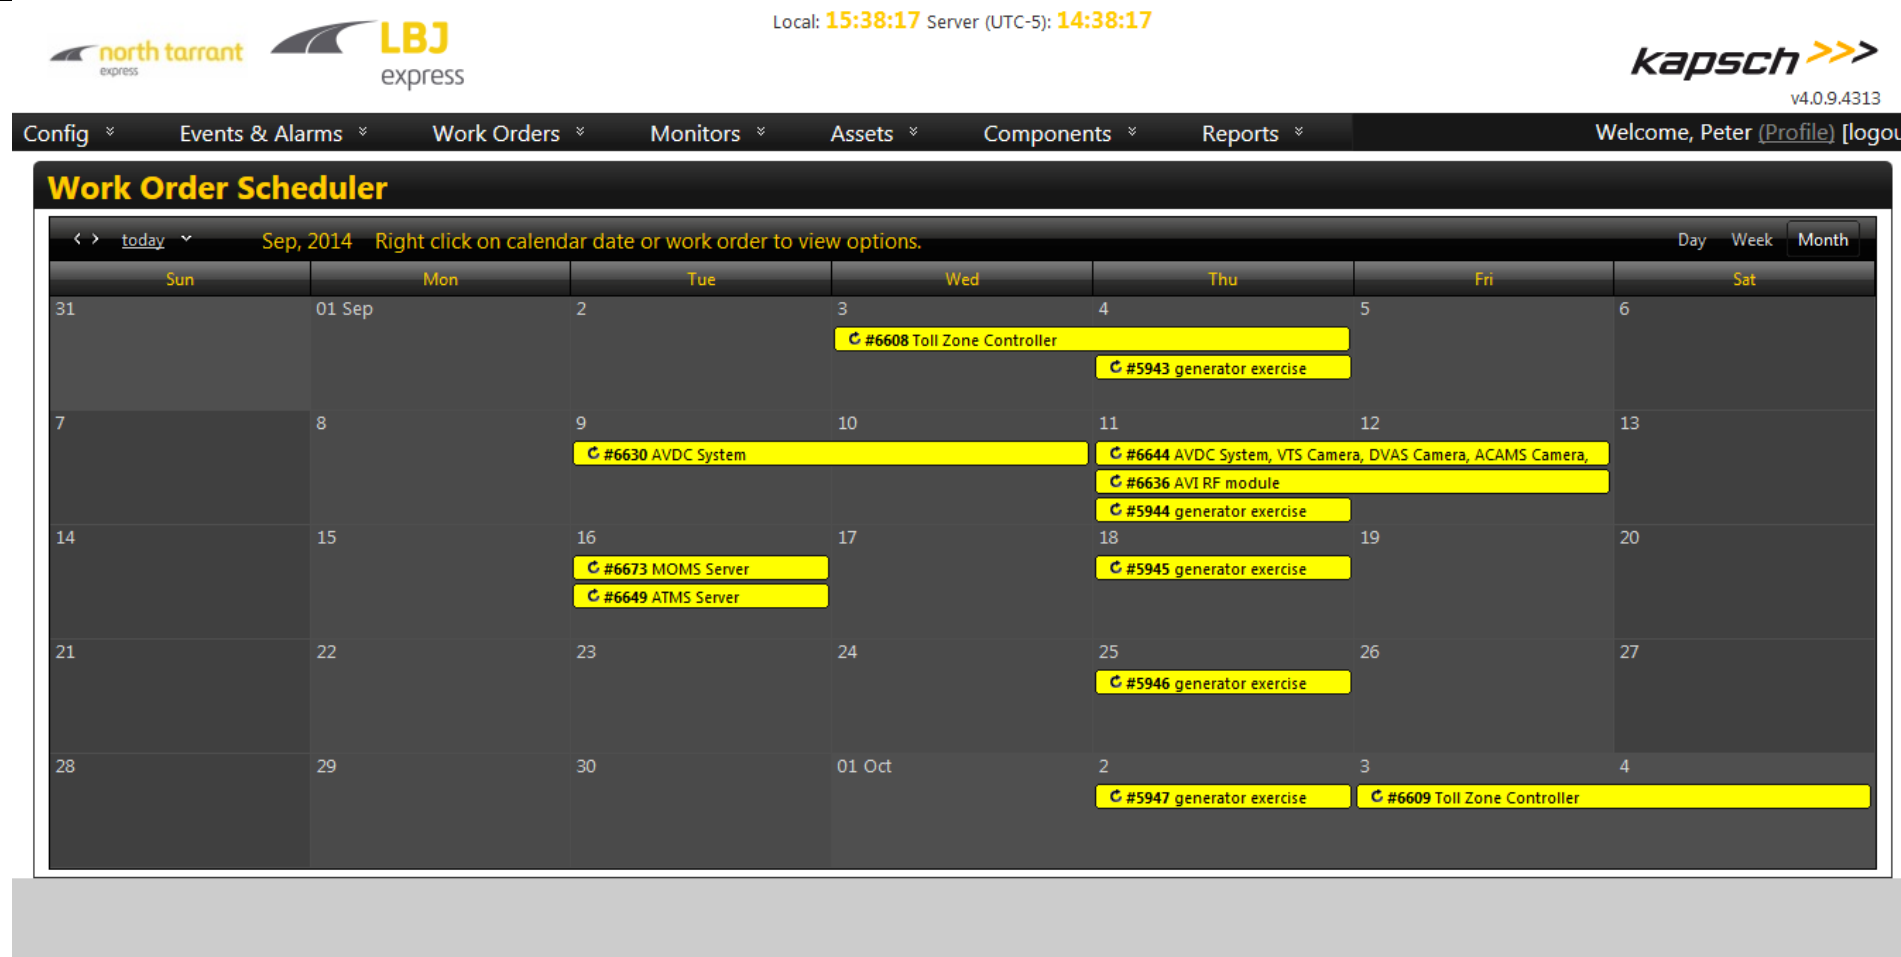 Local: 15:38:17 Server (UTC-5): 14:38:17
north tarrant
express
LBJ
express
kapsch >>>
v4.0.9.4313
Config Events & Alarms Work Orders Monitors Assets Components Reports Welcome, Peter (Profile) [logou
Work Order Scheduler
< > today Sep, 2014 Right click on calendar date or work order to view options. Day Week Month
Sun Mon Tue Wed Thu Fri Sat
31 01 Sep 2 3 4 5 6
#6608 Toll Zone Controller
#5943 generator exercise
7 8 9 10 11 12 13
#6630 AVDC System #6644 AVDC System, VTS Camera, DVAS Camera, ACAMS Camera,
#6636 AVI RF module
#5944 generator exercise
14 15 16 17 18 19 20
#6673 MOMS Server #5945 generator exercise
#6649 ATMS Server
21 22 23 24 25 26 27
#5946 generator exercise
28 29 30 01 Oct 2 3 4
#5947 generator exercise #6609 Toll Zone Controller